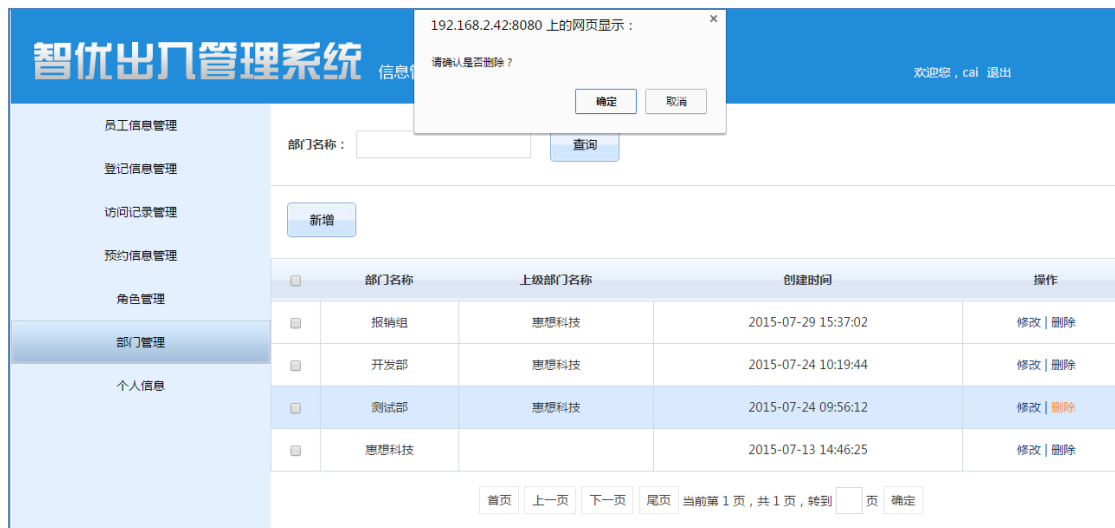 192.168.2.42:8080 上的网页显示：
×
请确认是否删除？
确定 取消
智优出入管理系统 信息 欢迎您，cai 退出
员工信息管理
登记信息管理
访问记录管理
预约信息管理
角色管理
部门管理
个人信息
部门名称： 查询
新增
部门名称 上级部门名称 创建时间 操作
报销组 惠想科技 2015-07-29 15:37:02 修改 | 删除
开发部 惠想科技 2015-07-24 10:19:44 修改 | 删除
测试部 惠想科技 2015-07-24 09:56:12 修改 | 删除
惠想科技 2015-07-13 14:46:25 修改 | 删除
首页 上一页 下一页 尾页 当前第 1 页，共 1 页，转到 页 确定